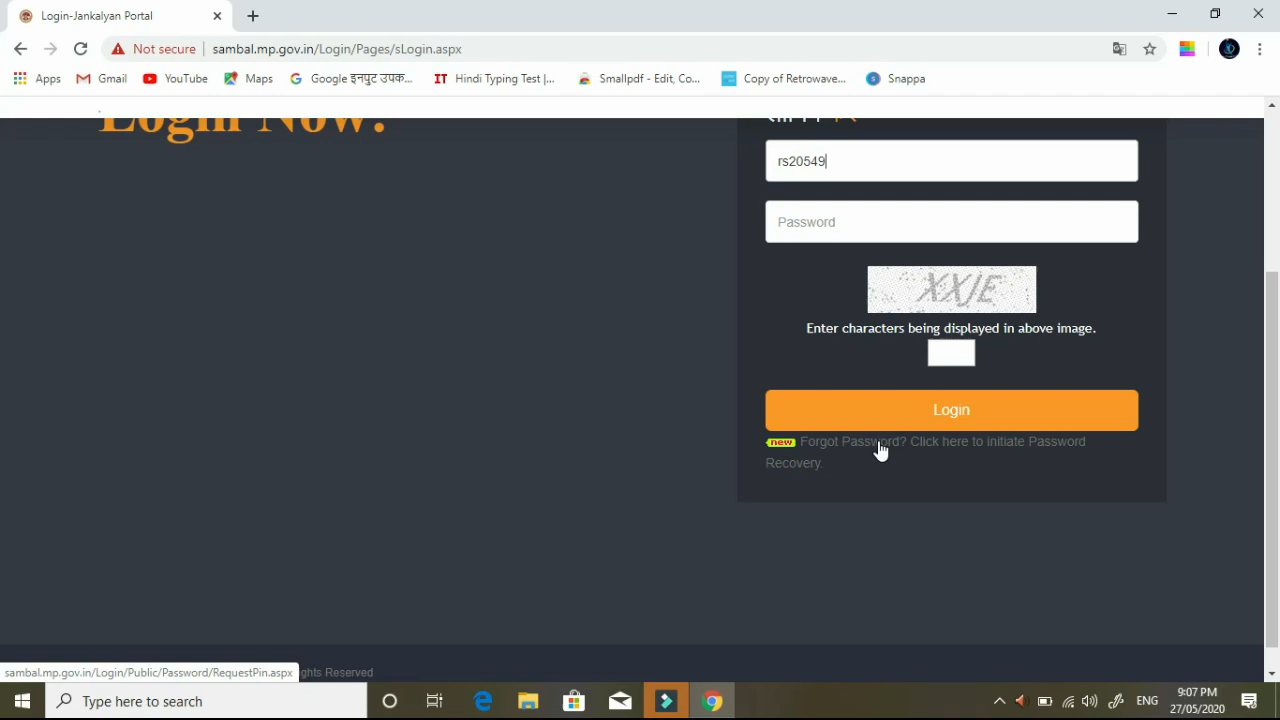 Login-Jankalyan Portal
Not secure
sambal.mp.gov.in/Login/Pages/sLogin.aspx
Apps
Gmail
YouTube
Maps
Google इनपुट उपक...
Hindi Typing Test |...
Smallpdf - Edit, Co...
Copy of Retrowave...
Snappa
Login Now!
rs20549
Password
XXJE
Enter characters being displayed in above image.
Login
new Forgot Password? Click here to initiate Password
Recovery.
sambal.mp.gov.in/Login/Public/Password/RequestPin.aspx
ghts Reserved
Type here to search
ENG
9:07 PM
27/05/2020